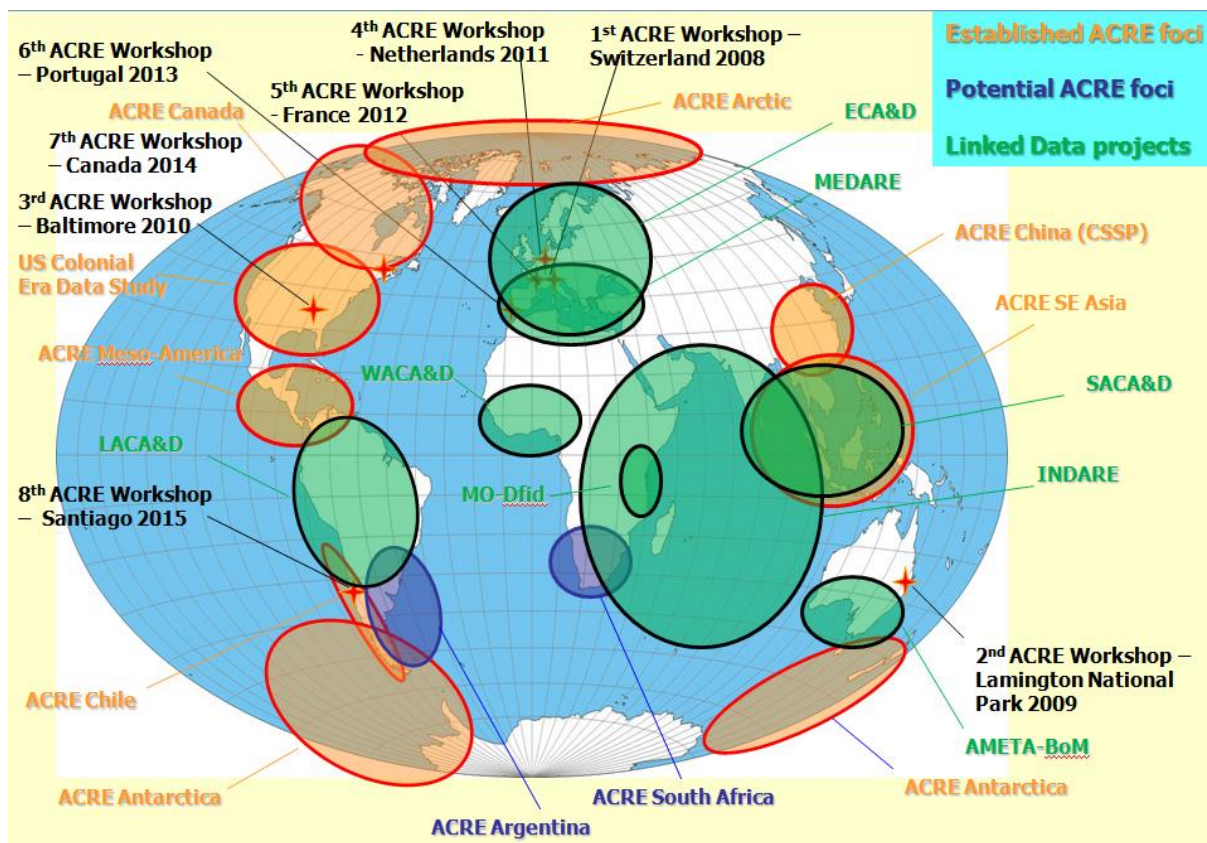 6th ACRE Workshop
– Portugal 2013
4th ACRE Workshop
- Netherlands 2011
1st ACRE Workshop –
Switzerland 2008
Established ACRE foci
Potential ACRE foci
Linked Data projects
5th ACRE Workshop
- France 2012
ACRE Canada
ACRE Arctic
ECA&D
7th ACRE Workshop
– Canada 2014
MEDARE
3rd ACRE Workshop
– Baltimore 2010
ACRE China (CSSP)
US Colonial
Era Data Study
ACRE SE Asia
ACRE Meso-America
WACA&D
SACA&D
LACA&D
INDARE
MO-Dfid
8th ACRE Workshop
– Santiago 2015
2nd ACRE Workshop –
Lamington National
Park 2009
ACRE Chile
AMETA-BoM
ACRE Antarctica
ACRE South Africa
ACRE Antarctica
ACRE Argentina